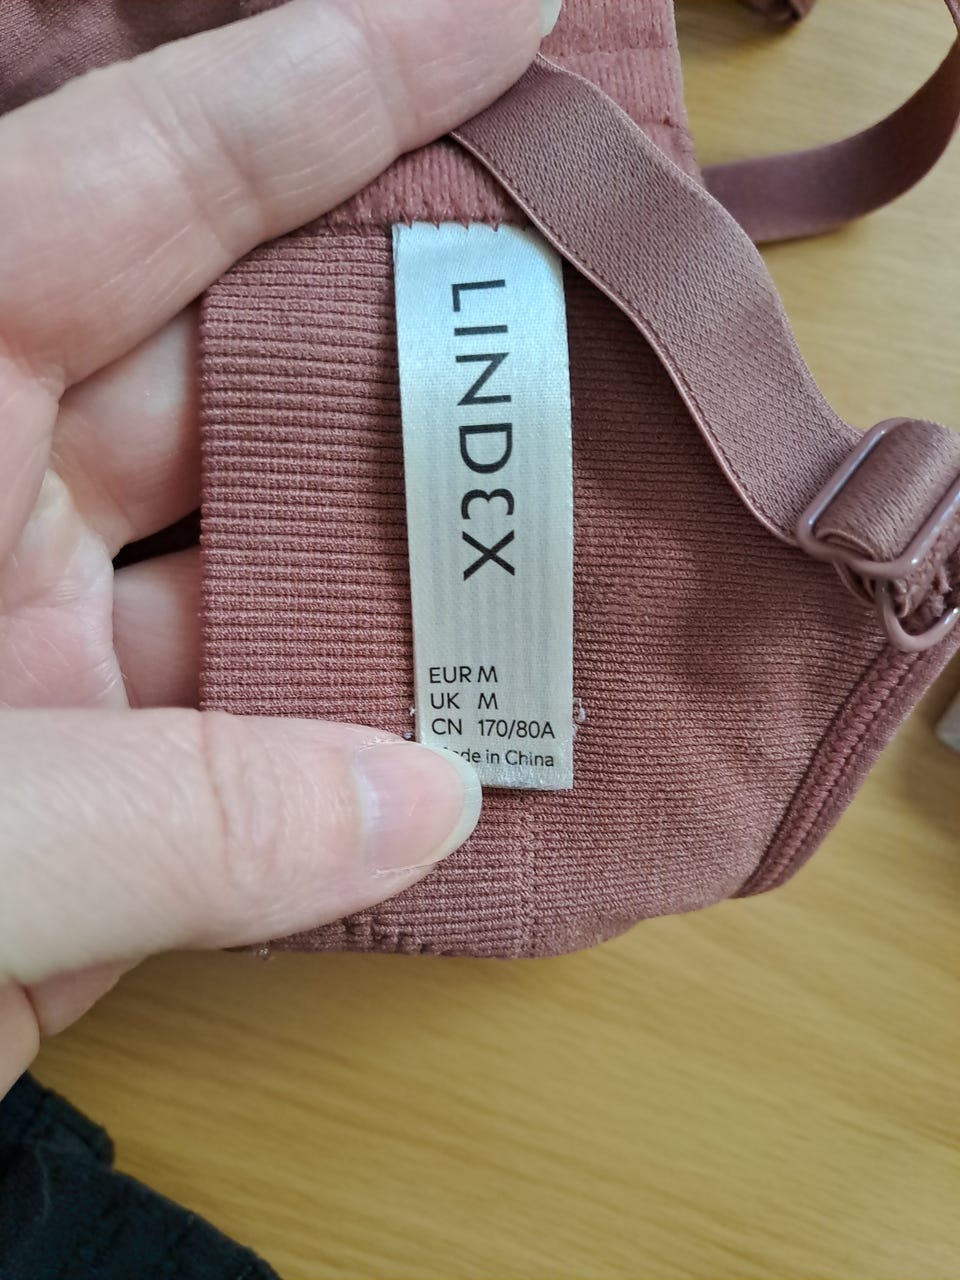 LINDEX
EUR M
UK M
CN 170/80A
in China